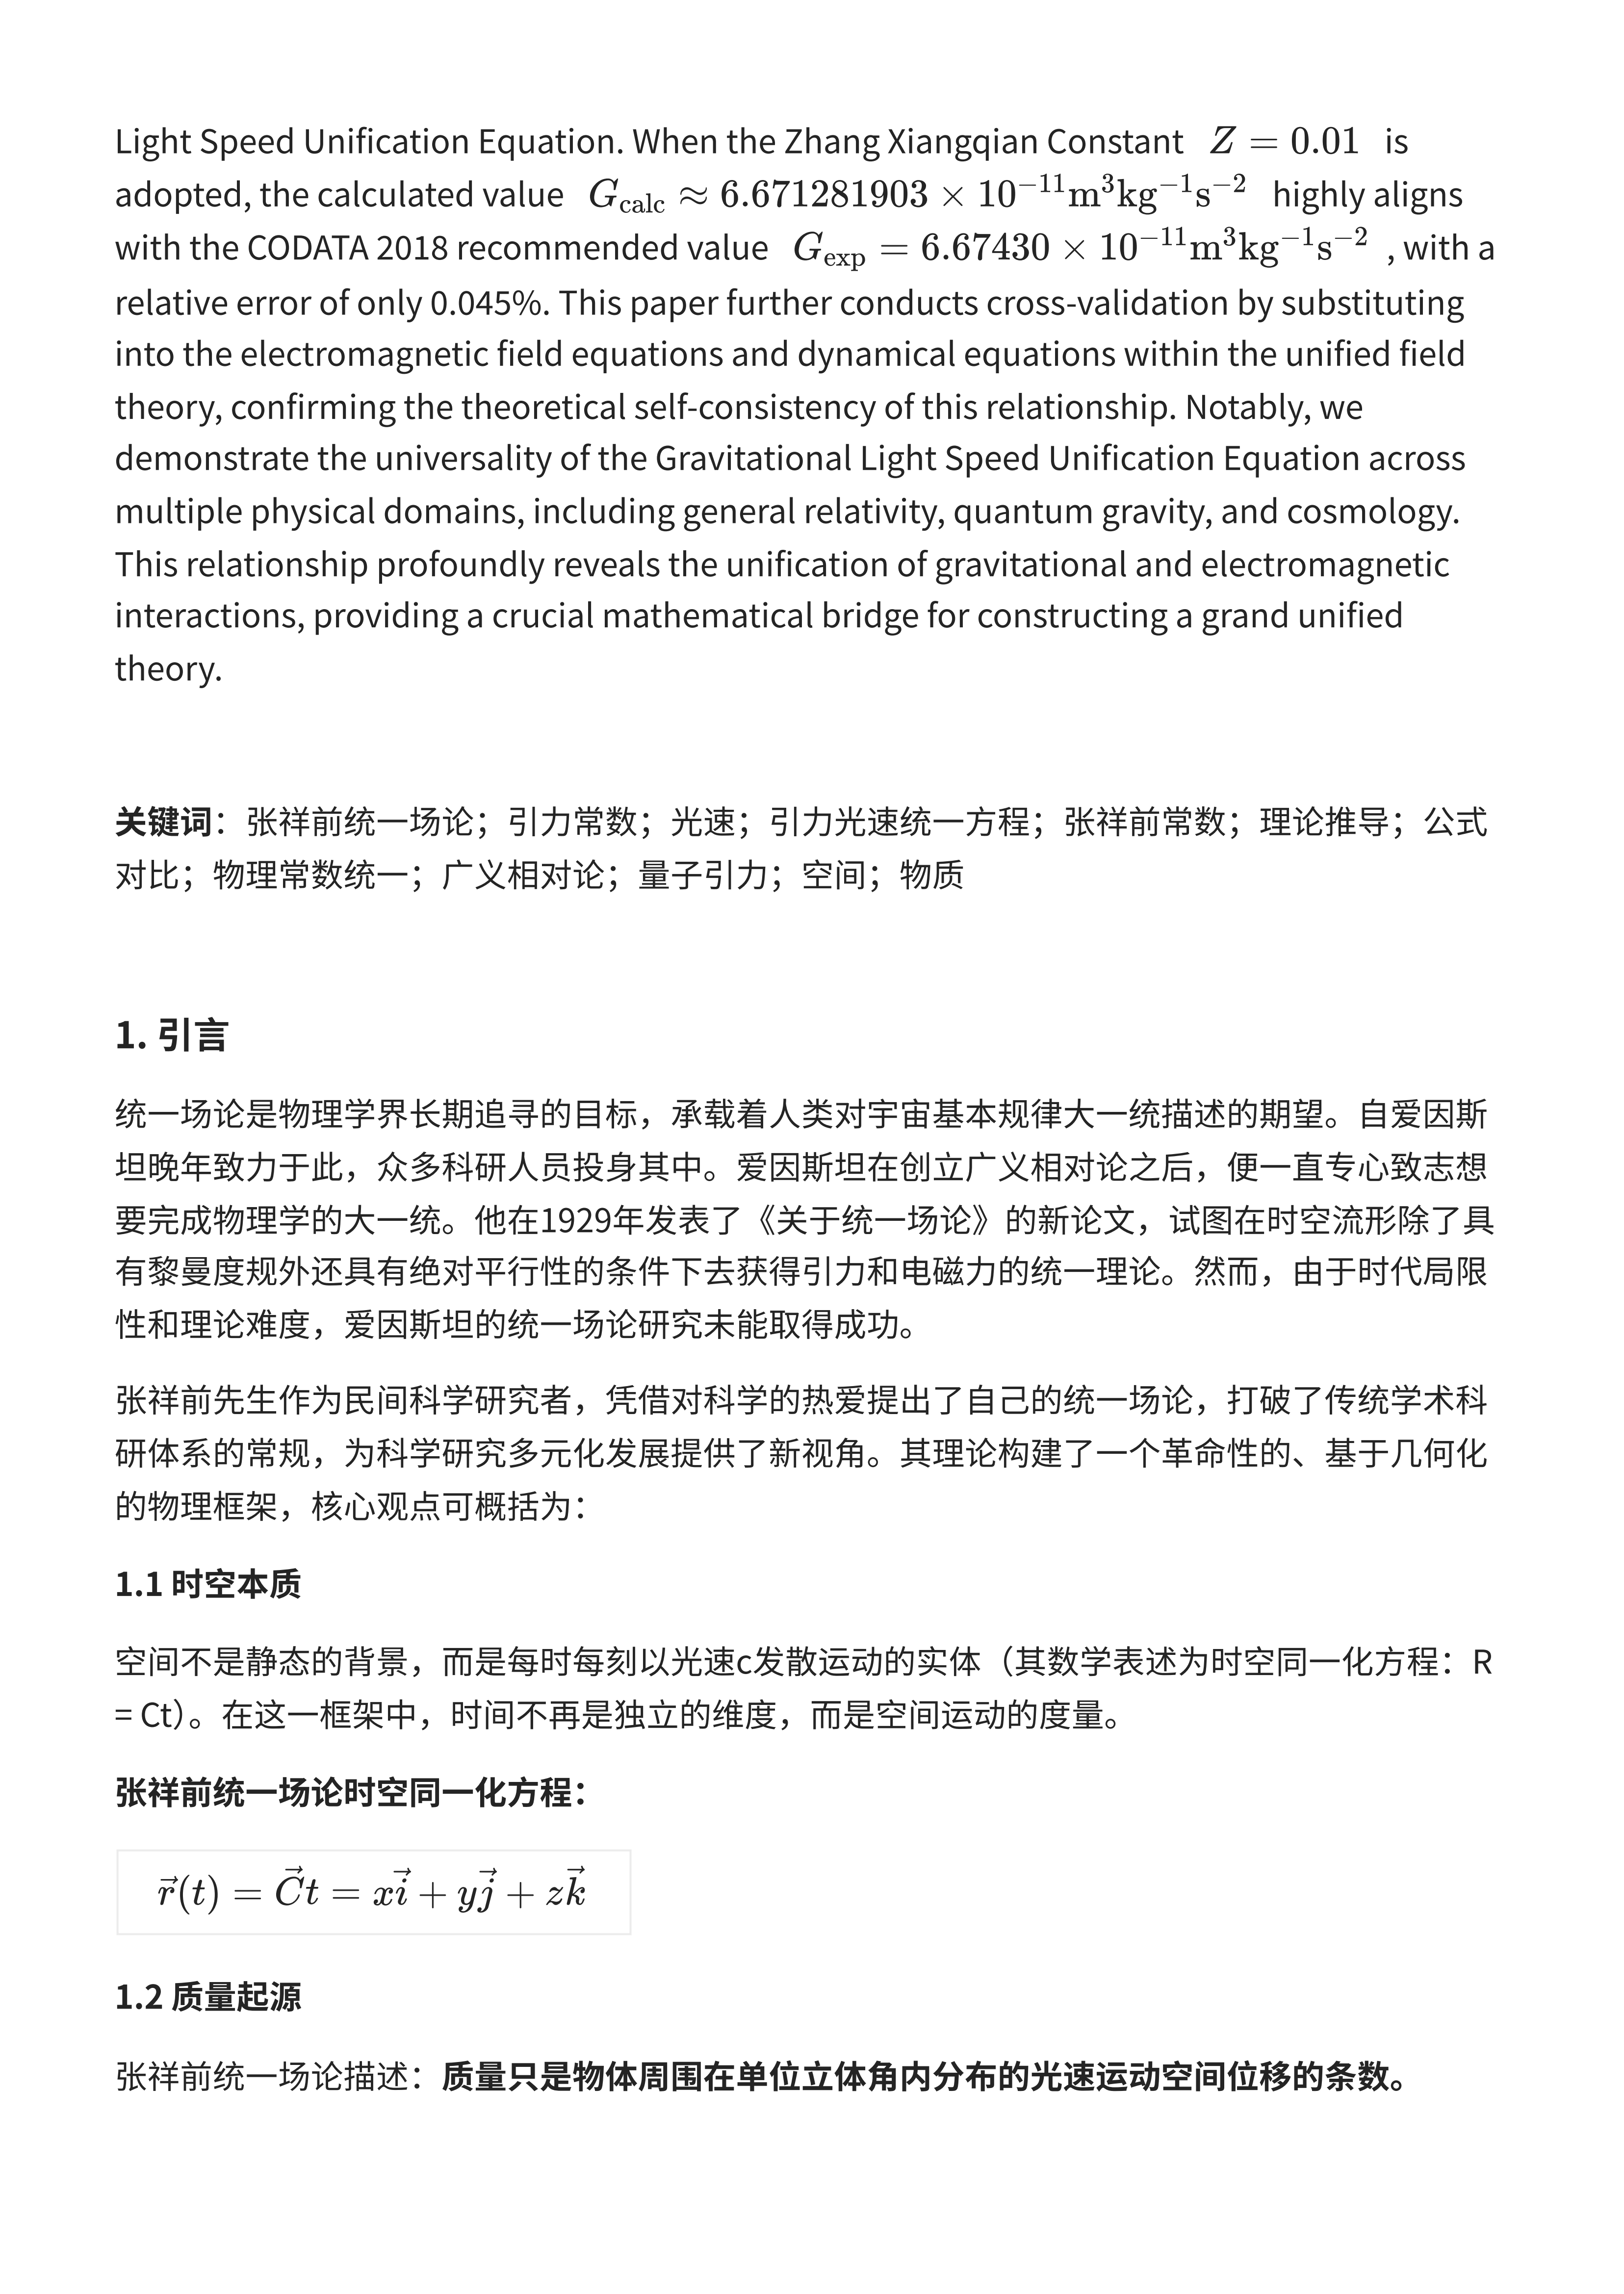 Light Speed Unification Equation. When the Zhang Xiangqian Constant Z = 0.01 is
adopted, the calculated value G_calc ≈ 6.671281903 × 10⁻¹¹m³kg⁻¹s⁻² highly aligns
with the CODATA 2018 recommended value G_exp = 6.67430 × 10⁻¹¹m³kg⁻¹s⁻² , with a
relative error of only 0.045%. This paper further conducts cross-validation by substituting
into the electromagnetic field equations and dynamical equations within the unified field
theory, confirming the theoretical self-consistency of this relationship. Notably, we
demonstrate the universality of the Gravitational Light Speed Unification Equation across
multiple physical domains, including general relativity, quantum gravity, and cosmology.
This relationship profoundly reveals the unification of gravitational and electromagnetic
interactions, providing a crucial mathematical bridge for constructing a grand unified
theory.
关键词：张祥前统一场论；引力常数；光速；引力光速统一方程；张祥前常数；理论推导；公式
对比；物理常数统一；广义相对论；量子引力；空间；物质
1. 引言
统一场论是物理学界长期追寻的目标，承载着人类对宇宙基本规律大一统描述的期望。自爱因斯
坦晚年致力于此，众多科研人员投身其中。爱因斯坦在创立广义相对论之后，便一直专心致志想
要完成物理学的大一统。他在1929年发表了《关于统一场论》的新论文，试图在时空流形除了具
有黎曼度规外还具有绝对平行性的条件下去获得引力和电磁力的统一理论。然而，由于时代局限
性和理论难度，爱因斯坦的统一场论研究未能取得成功。
张祥前先生作为民间科学研究者，凭借对科学的热爱提出了自己的统一场论，打破了传统学术科
研体系的常规，为科学研究多元化发展提供了新视角。其理论构建了一个革命性的、基于几何化
的物理框架，核心观点可概括为：
1.1 时空本质
空间不是静态的背景，而是每时每刻以光速c发散运动的实体（其数学表述为时空同一化方程：R
= Ct）。在这一框架中，时间不再是独立的维度，而是空间运动的度量。
张祥前统一场论时空同一化方程：
r⃗(t) = C⃗t = xi⃗ + yj⃗ + zk⃗
1.2 质量起源
张祥前统一场论描述：质量只是物体周围在单位立体角内分布的光速运动空间位移的条数。